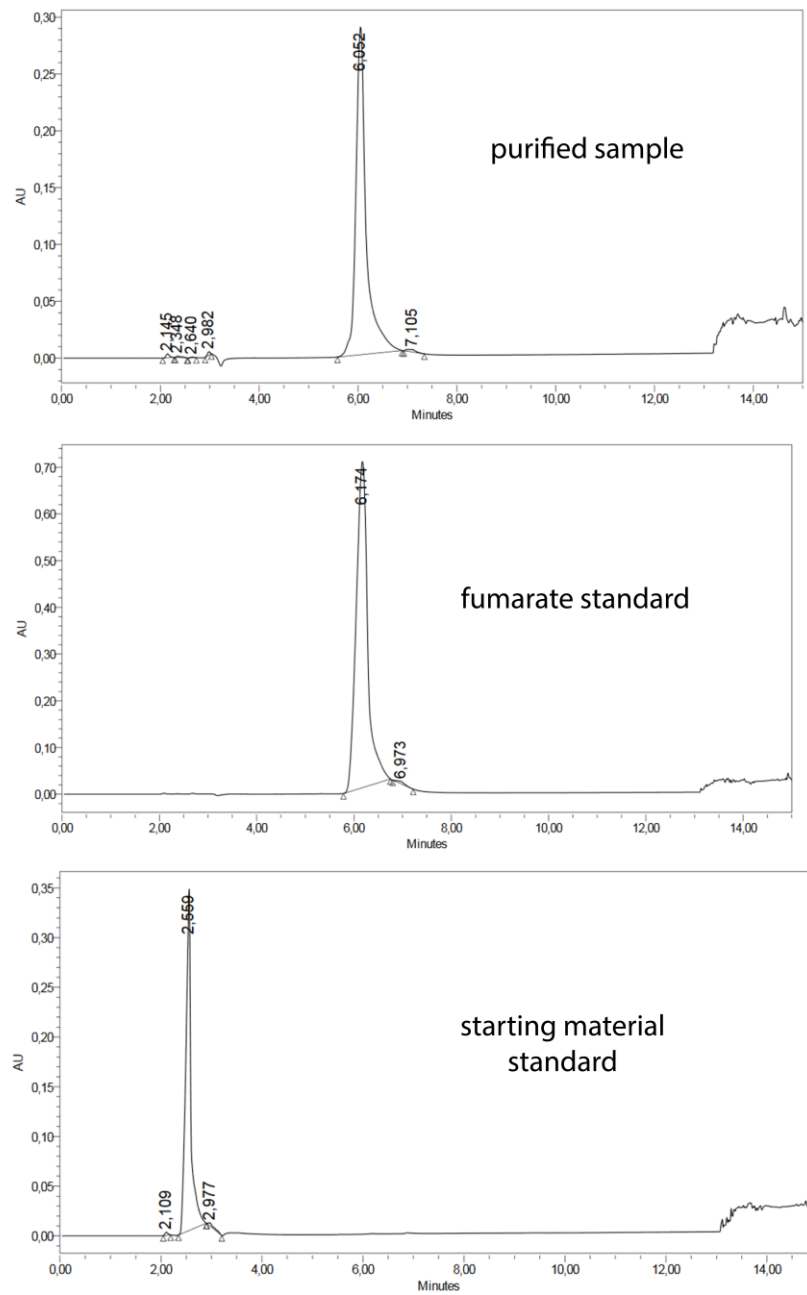 0,30
6,052
0,25
purified sample
0,20
AU
0,15
0,10
0,05
2,145
2,348
2,640
2,982
7,105
0,00
0,00 2,00 4,00 6,00 8,00 10,00 12,00 14,00
Minutes
0,70
6,174
0,60
fumarate standard
0,50
AU
0,40
0,30
0,20
0,10
6,973
0,00
0,00 2,00 4,00 6,00 8,00 10,00 12,00 14,00
Minutes
0,35
2,559
0,30
0,25
starting material
standard
0,20
AU
0,15
0,10
0,05
2,109
2,977
0,00
0,00 2,00 4,00 6,00 8,00 10,00 12,00 14,00
Minutes